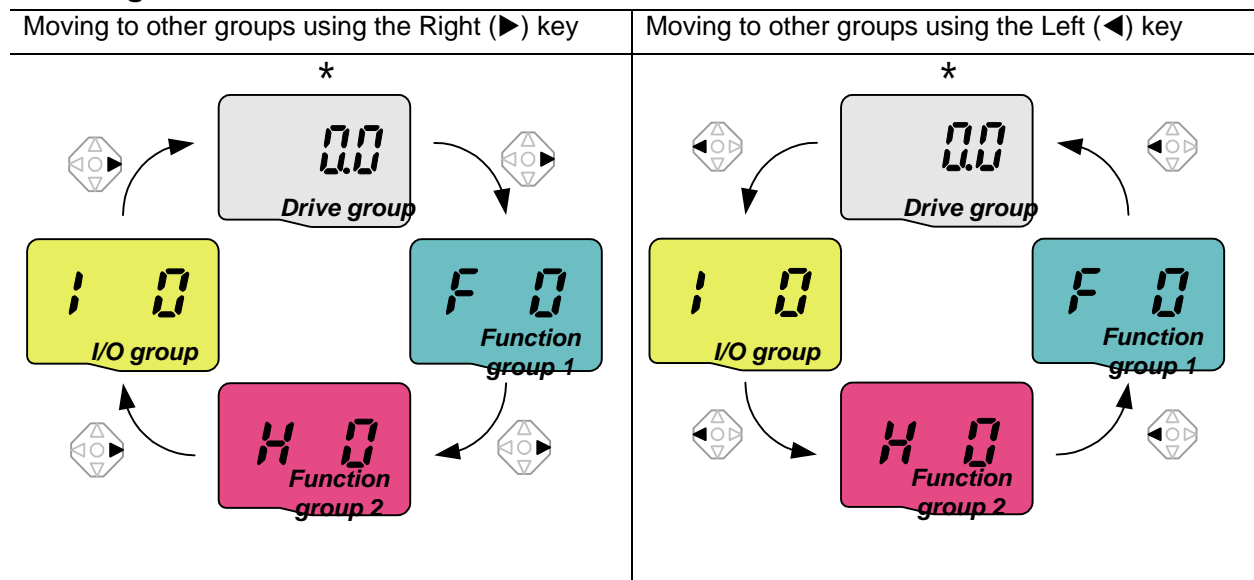 Moving to other groups using the Right (▶) key
*
0.0
Drive group
I 0
I/O group
F 0
Function
group 1
H 0
Function
group 2
Moving to other groups using the Left (◀) key
*
0.0
Drive group
I 0
I/O group
F 0
Function
group 1
H 0
Function
group 2